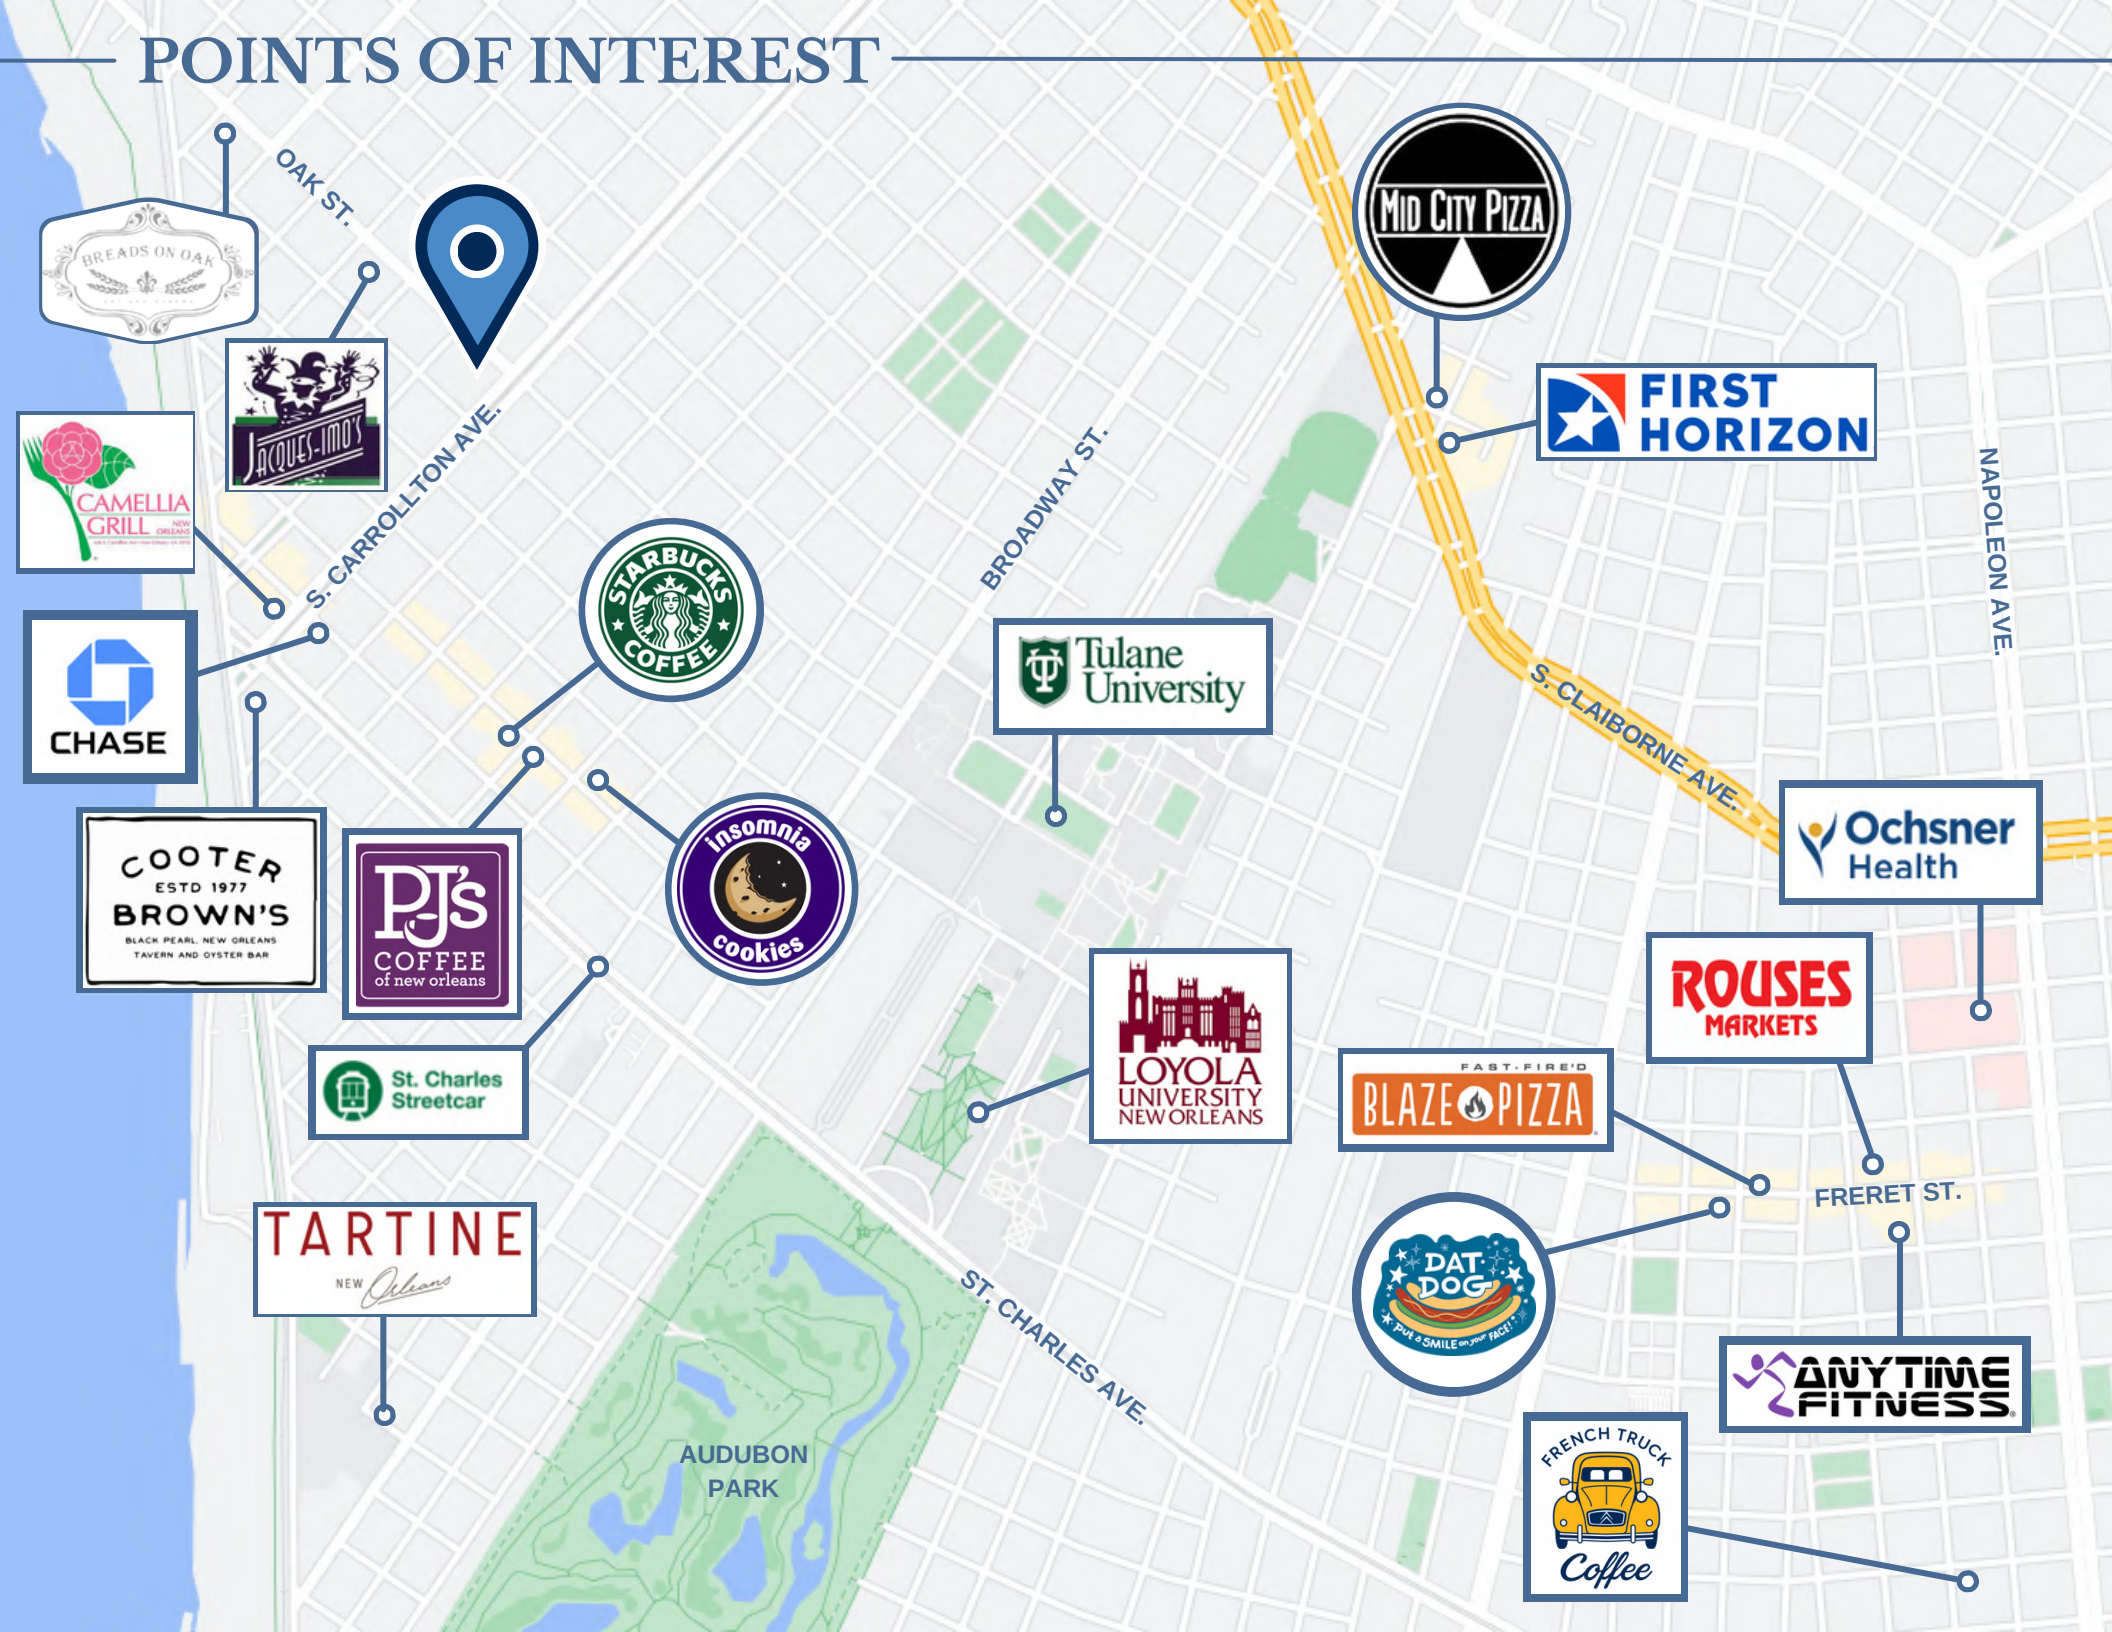 POINTS OF INTEREST
OAK ST.
BREADS ON OAK
MID CITY PIZZA
JACQUES-IMO'S
FIRST
HORIZON
CAMELLIA
GRILL
NEW
ORLEANS
S. CARROLLTON AVE.
BROADWAY ST.
NAPOLEON AVE.
STARBUCKS
COFFEE
CHASE
Tulane
University
S. CLAIBORNE AVE.
COOTER
ESTD 1977
BROWN'S
BLACK PEARL, NEW ORLEANS
TAVERN AND OYSTER BAR
PJ's
COFFEE
of new orleans
insomnia
cookies
Ochsner
Health
ROUSES
MARKETS
St. Charles
Streetcar
LOYOLA
UNIVERSITY
NEW ORLEANS
FAST-FIRE'D
BLAZE PIZZA
FRERET ST.
TARTINE
NEW Orleans
DAT
DOG
PUT a SMILE on your FACE!
ST. CHARLES AVE.
ANYTIME
FITNESS
AUDUBON
PARK
FRENCH TRUCK
Coffee